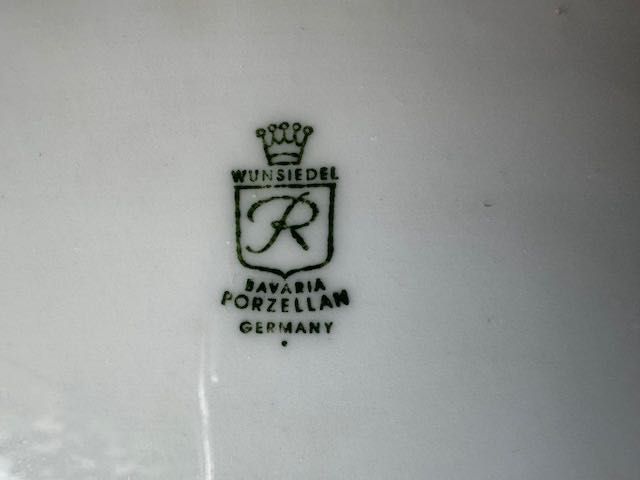 WUNSIEDEL
R
BAVARIA
PORZELLAN
GERMANY